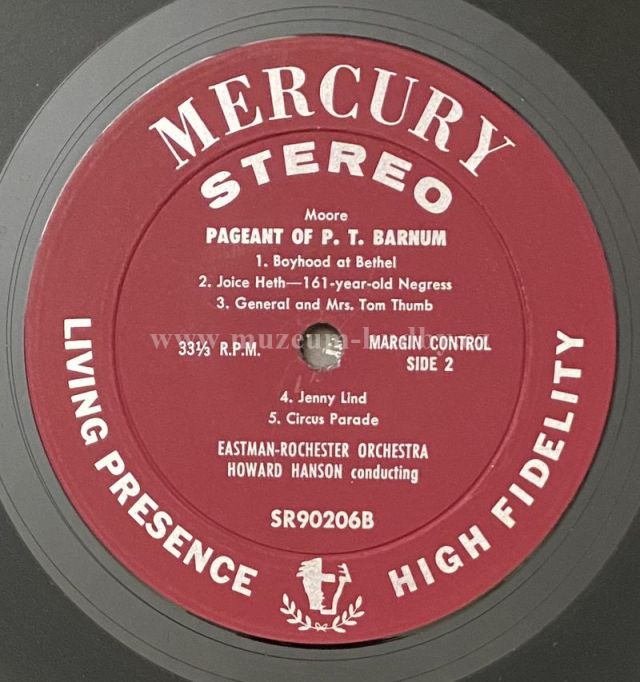 MERCURY
STEREO
Moore
PAGEANT OF P. T. BARNUM
1. Boyhood at Bethel
2. Joice Heth—161-year-old Negress
3. General and Mrs. Tom Thumb
33⅓ R.P.M.
MARGIN CONTROL
SIDE 2
4. Jenny Lind
5. Circus Parade
EASTMAN-ROCHESTER ORCHESTRA
HOWARD HANSON conducting
SR90206B
LIVING PRESENCE
HIGH FIDELITY